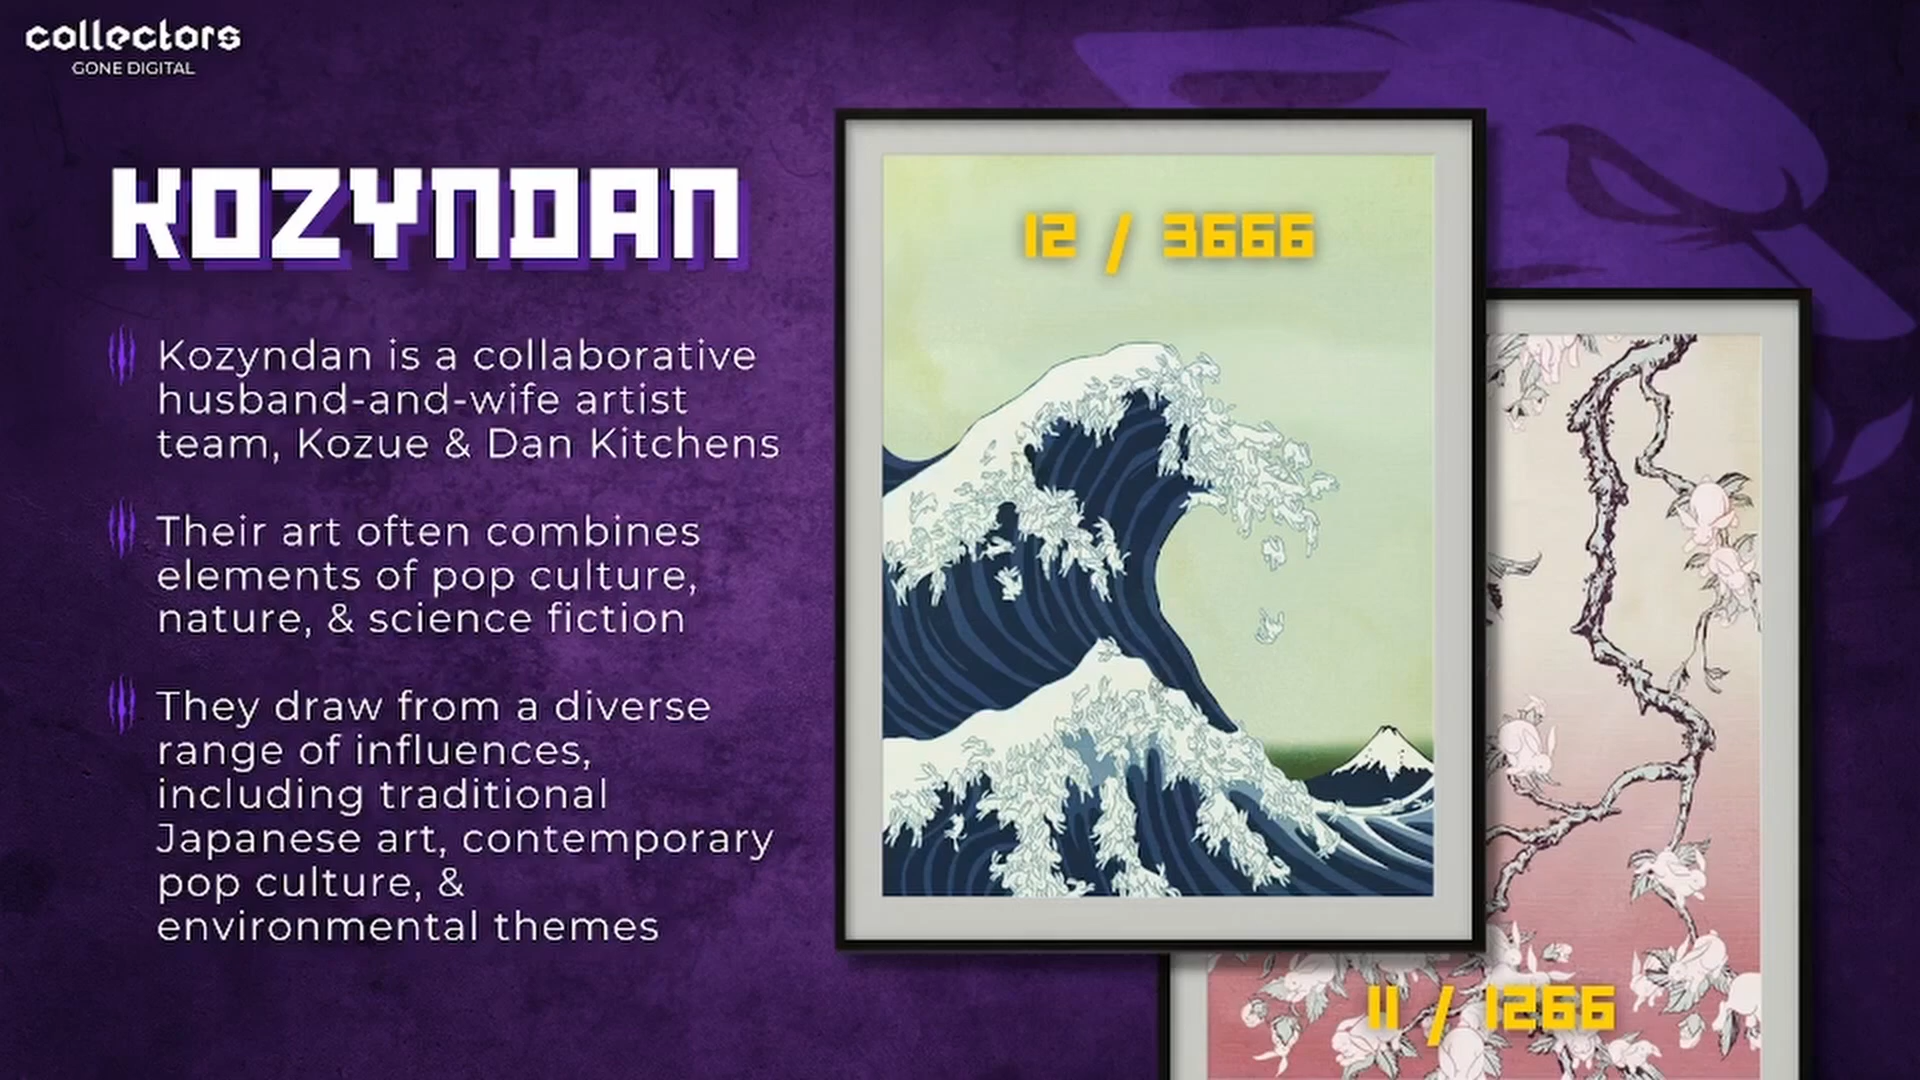 collectors
GONE DIGITAL
KOZYNDAN
Kozyndan is a collaborative
husband-and-wife artist
team, Kozue & Dan Kitchens
Their art often combines
elements of pop culture,
nature, & science fiction
They draw from a diverse
range of influences,
including traditional
Japanese art, contemporary
pop culture, &
environmental themes
12 / 3666
11 / 1266